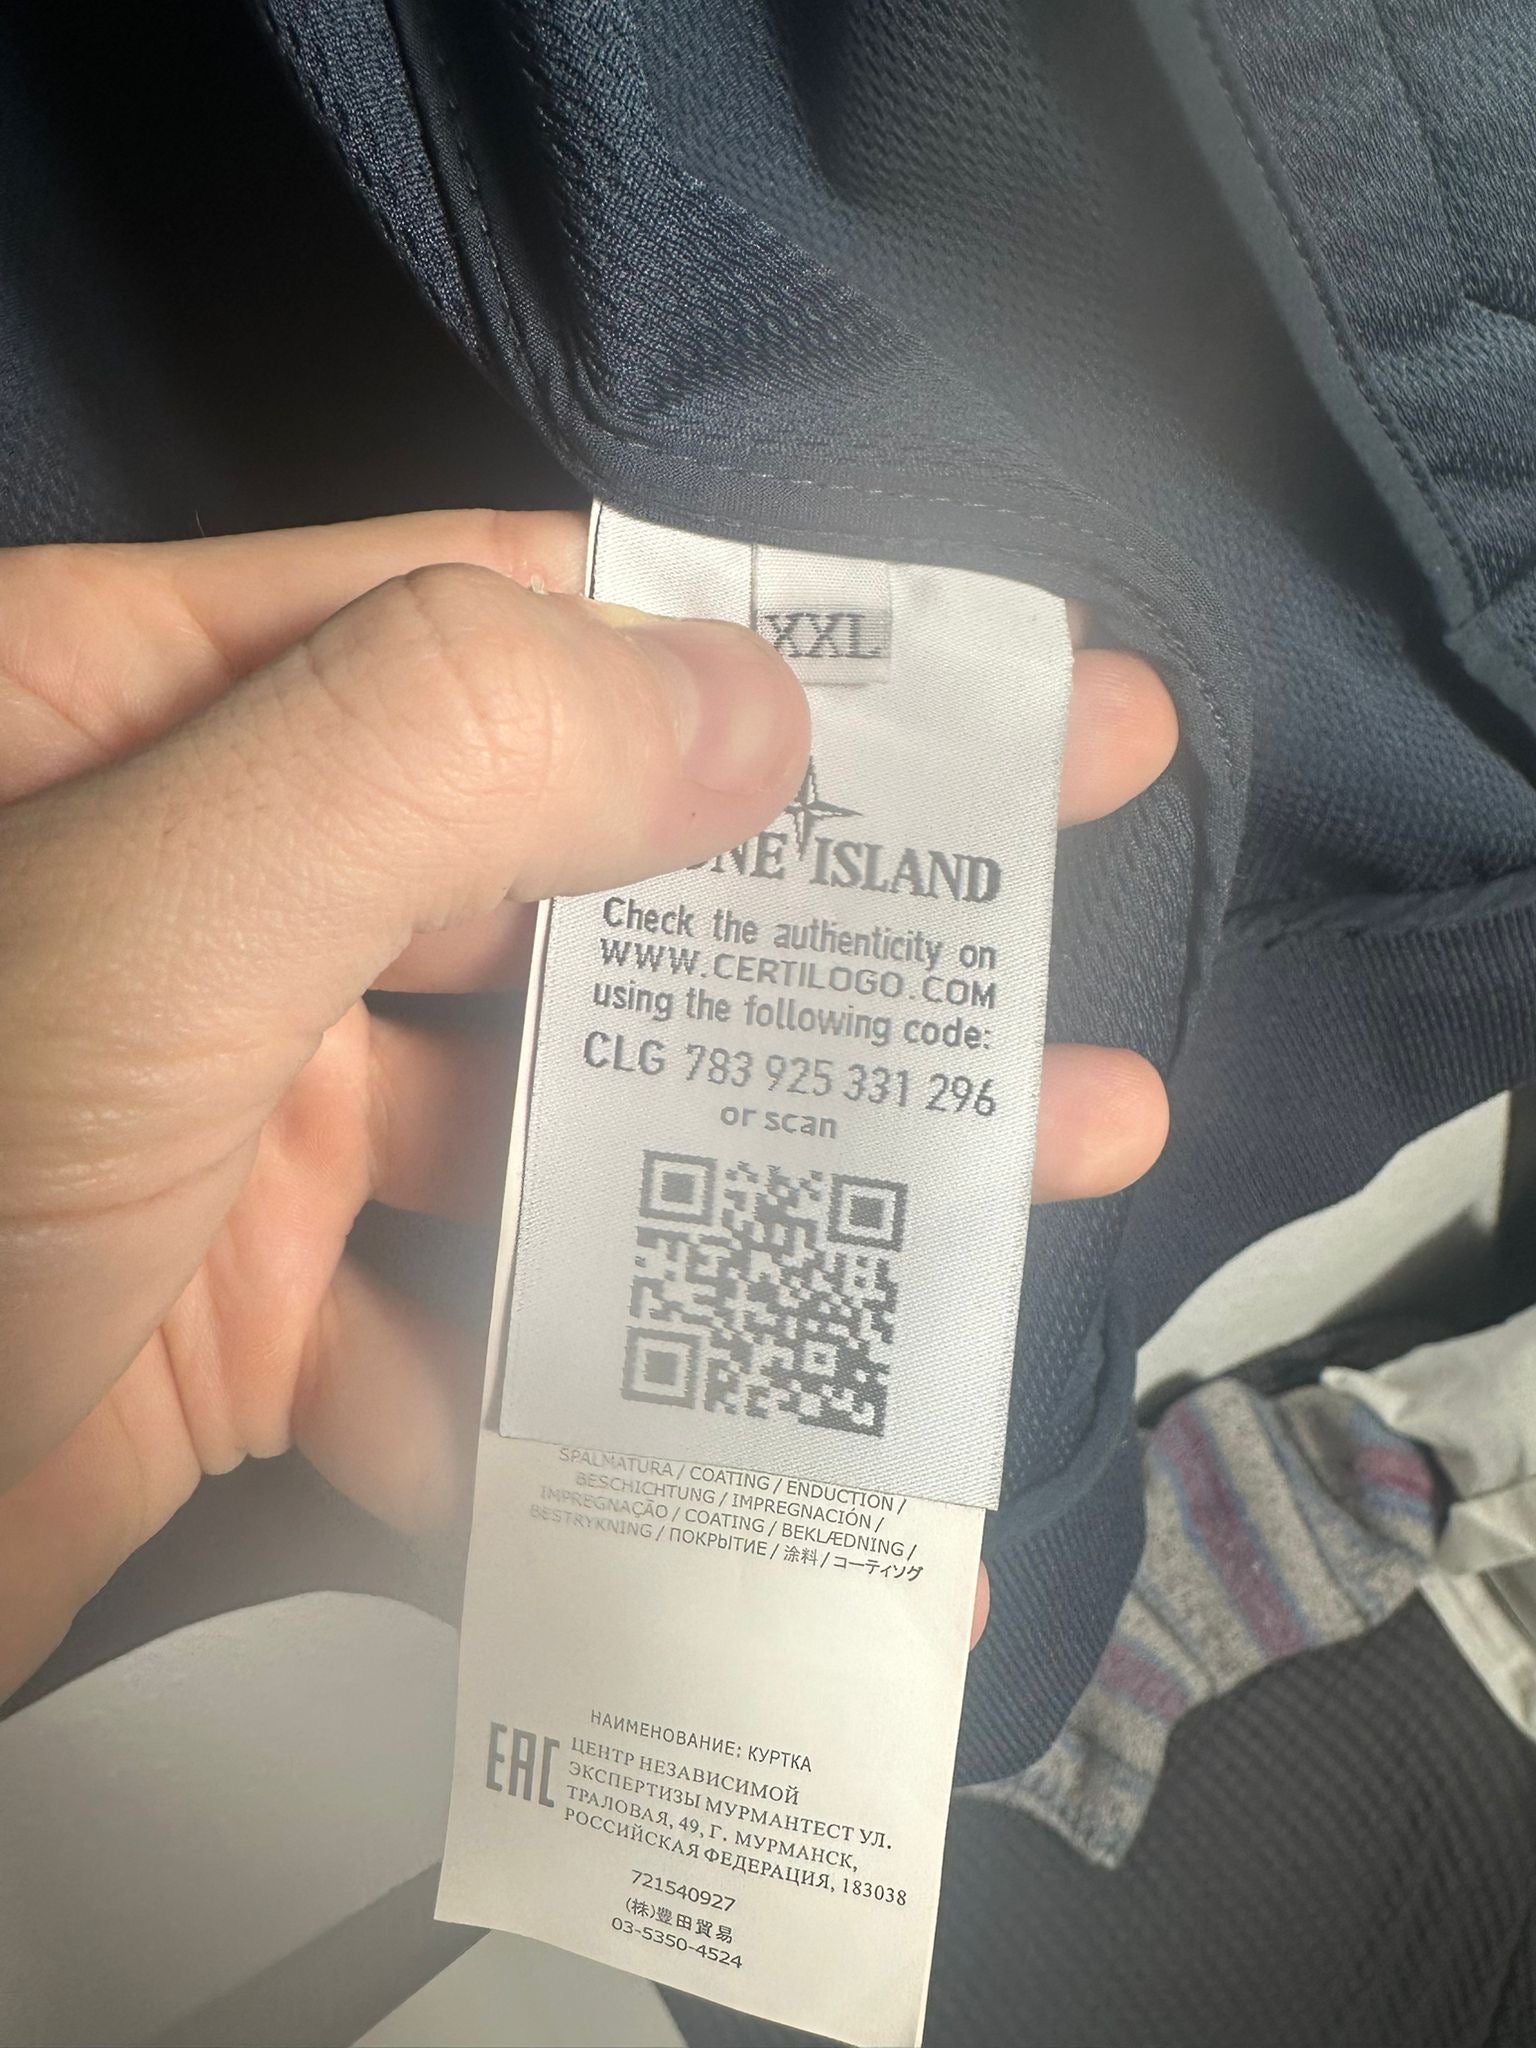 XXL
ISLAND
Check the authenticity on
WWW.CERTILOGO.COM
using the following code:
CLG 783 925 331 296
or scan
SPALMATURA / COATING / ENDUCTION /
BESCHICHTUNG / IMPREGNACIÓN /
IMPREGNAÇÃO / COATING / BEKLÆDNING /
BESTRYKNING / ПОКРЫТИЕ / 涂料 / コーティング
НАИМЕНОВАНИЕ: КУРТКА
EAC
ЦЕНТР НЕЗАВИСИМОЙ
ЭКСПЕРТИЗЫ МУРМАНТЕСТ УЛ.
ТРАЛОВАЯ, 49, Г. МУРМАНСК,
РОССИЙСКАЯ ФЕДЕРАЦИЯ, 183038
721540927
(株)豊田貿易
03-5350-4524